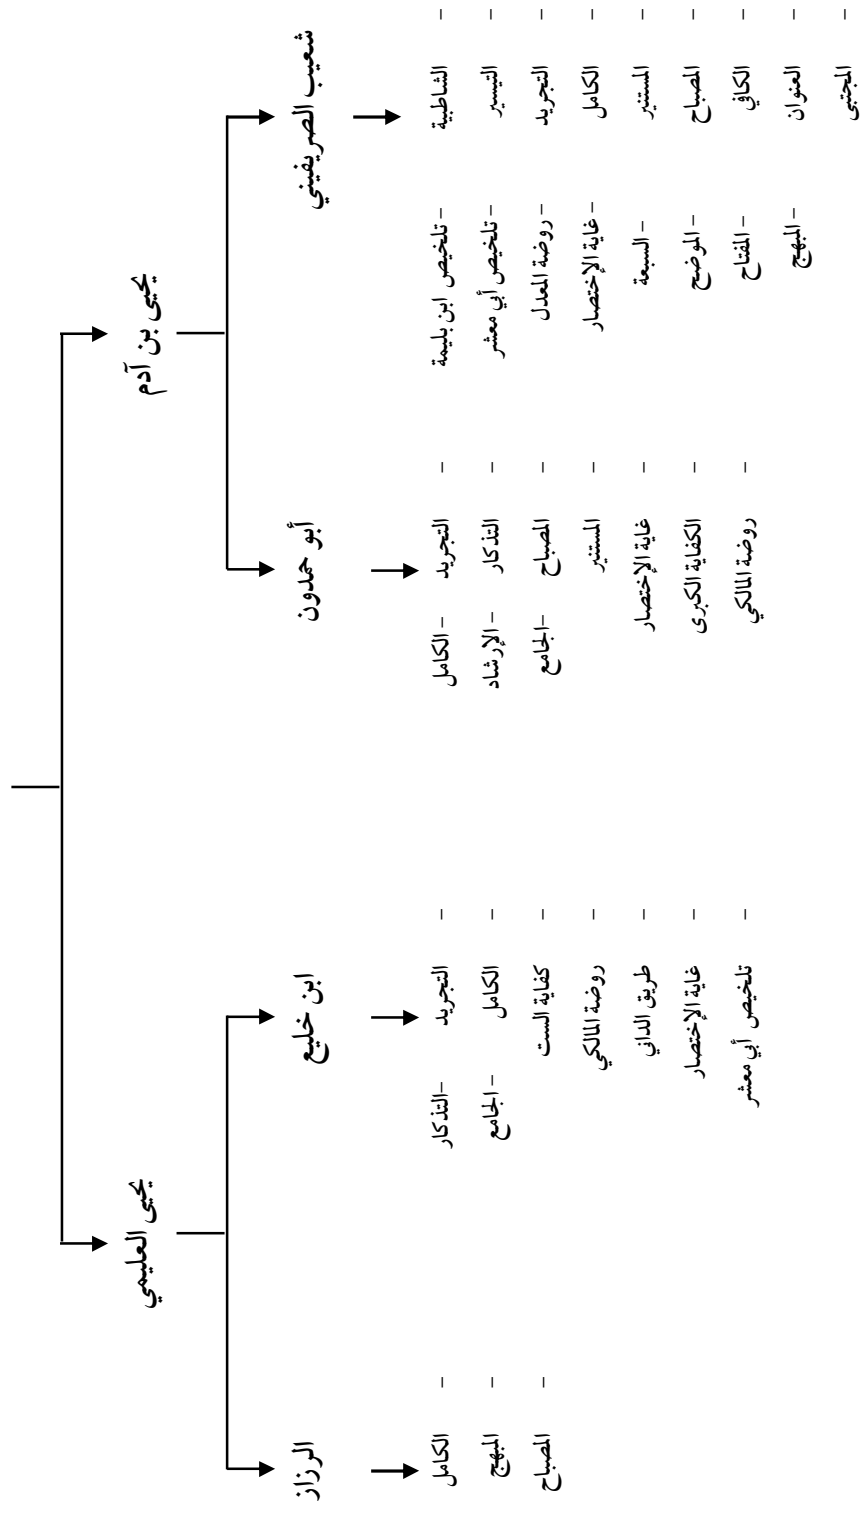 يحيى بن آدم
يحيى العليمي
شعيب الصريفيني
أبو حمدون
ابن خليع
الرزاز
- الشاطبية
- التيسير
- التجريد
- الكامل
- المستنير
- المصباح
- الكافي
- العنوان
- المجتبى
- تلخيص ابن بليمة
- تلخيص أبي معشر
- روضة المعدل
- غاية الإختصار
- السبعة
- الموضح
- المفتاح
- المبهج
- التجريد
- التذكار
- المصباح
- المستنير
- غاية الإختصار
- الكفاية الكبرى
- روضة المالكي
- الكامل
- الإرشاد
-الجامع
- التجريد
- الكامل
- كفاية الست
- روضة المالكي
- طريق الداني
- غاية الإختصار
- تلخيص أبي معشر
-التذكار
- الجامع
- الكامل
- المبهج
- المصباح